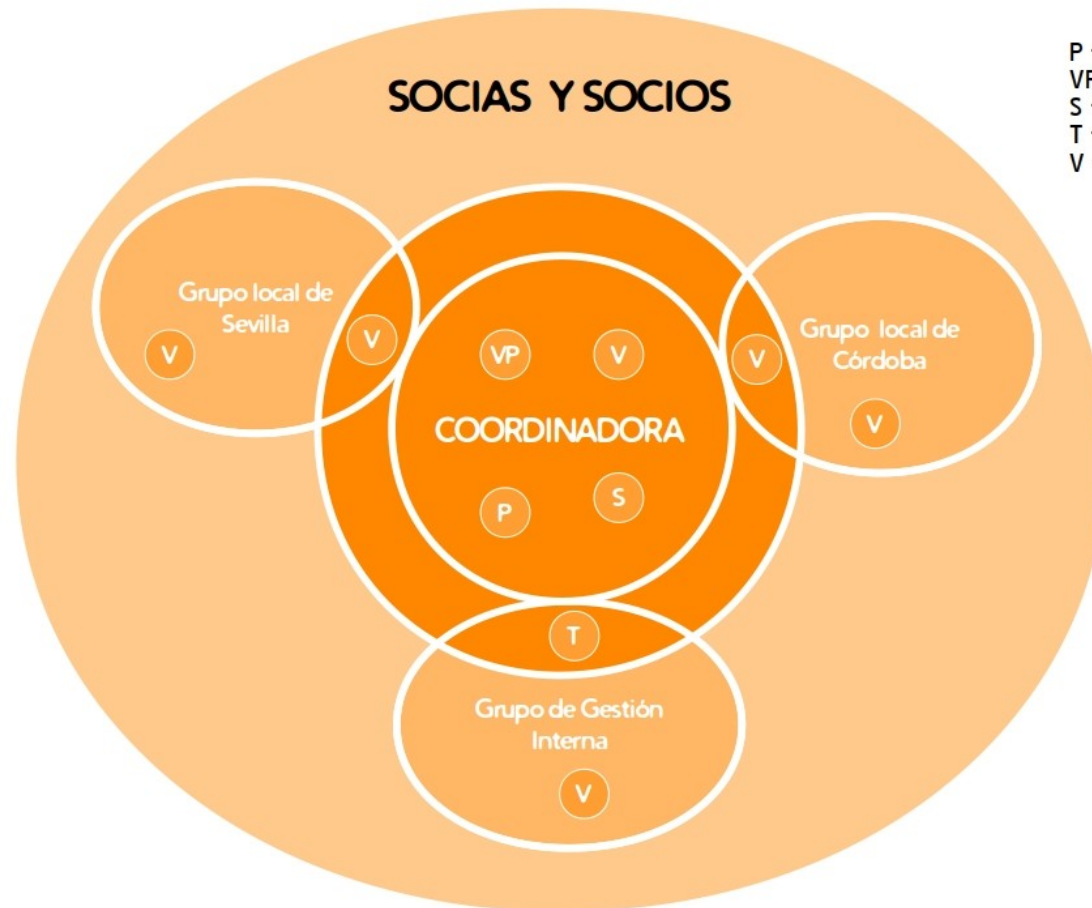 SOCIAS Y SOCIOS
P
S
T
V
Grupo local de
Sevilla
V
V
VP
V
V
Grupo local de
Córdoba
V
COORDINADORA
P
S
T
Grupo de Gestión
Interna
V